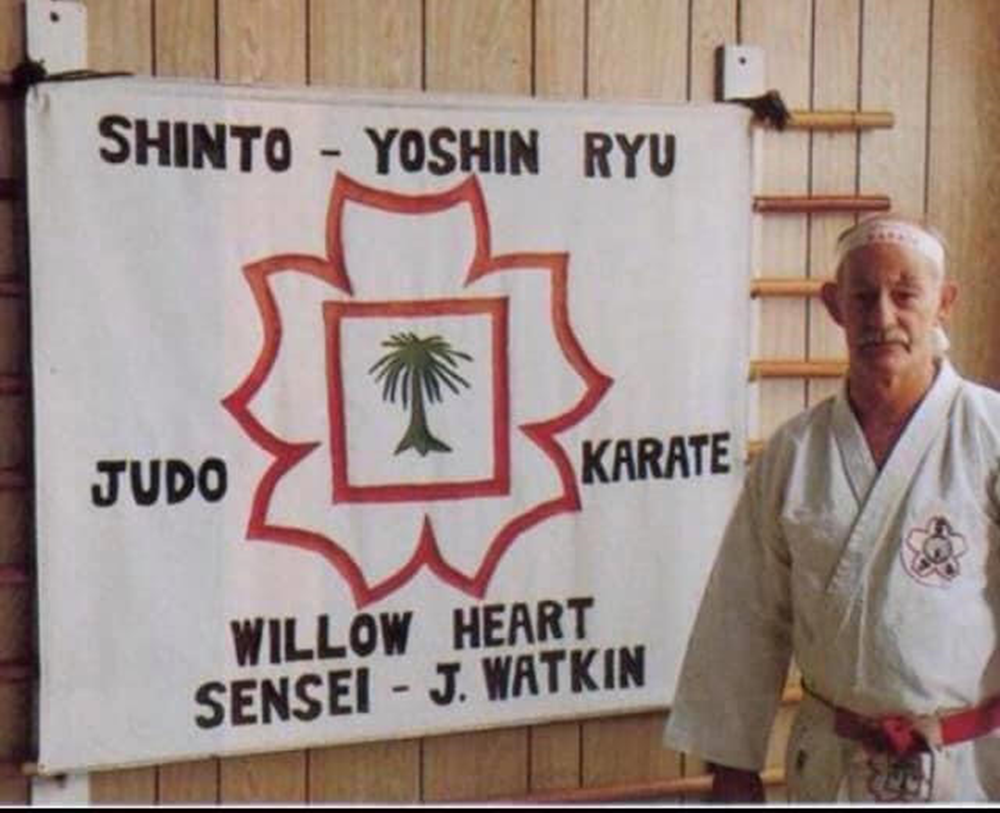 SHINTO - YOSHIN RYU
JUDO
KARATE
WILLOW HEART
SENSEI - J. WATKIN